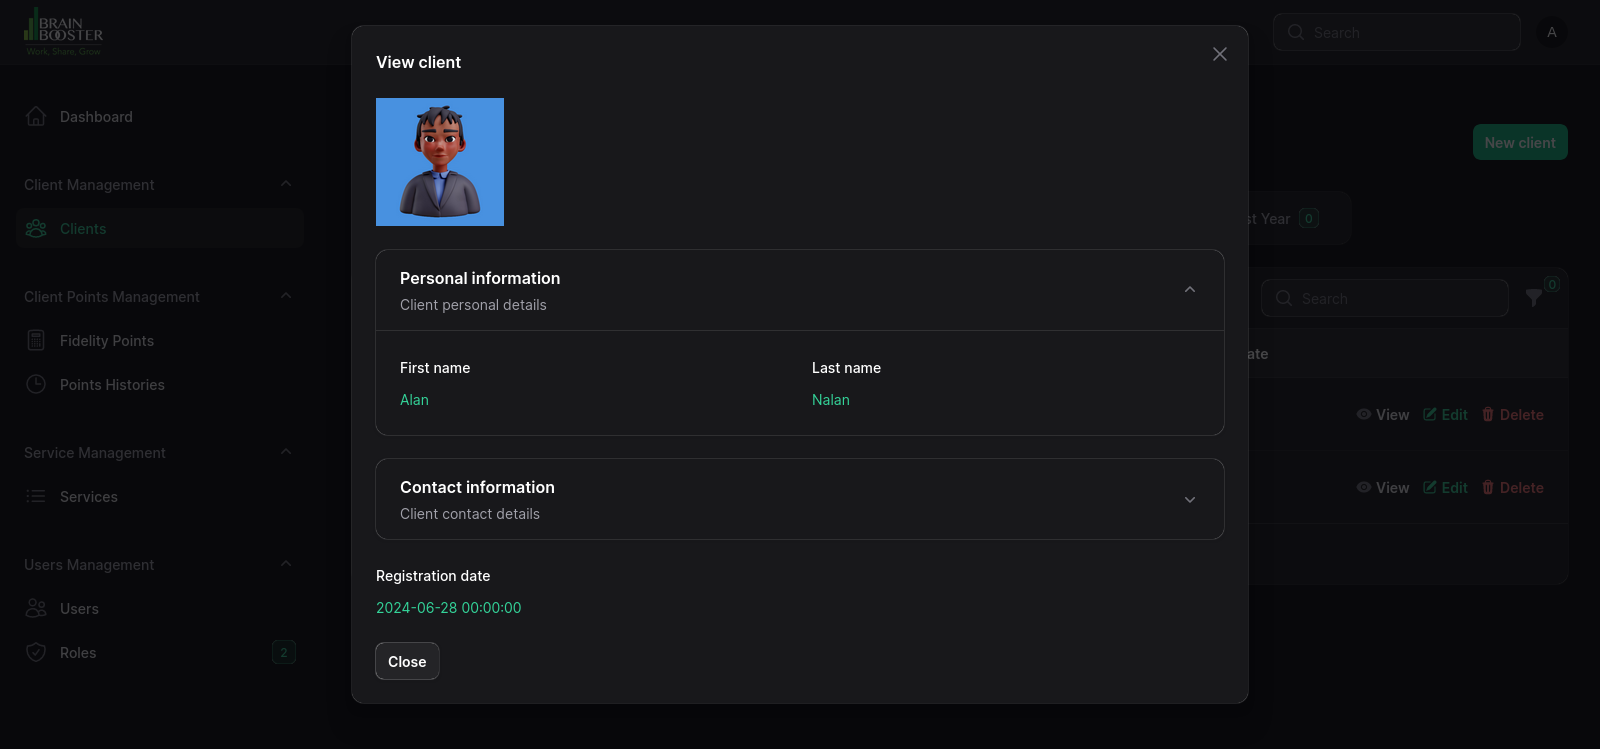 BRAIN
BOOSTER
Work, Share, Grow
Search
A
Dashboard
Client Management
Clients
Client Points Management
Fidelity Points
Points Histories
Service Management
Services
Users Management
Users
Roles
2
View client
Personal information
Client personal details
First name
Last name
Alan
Nalan
Contact information
Client contact details
Registration date
2024-06-28 00:00:00
Close
New client
st Year 0
Search
0
ate
View Edit Delete
View Edit Delete